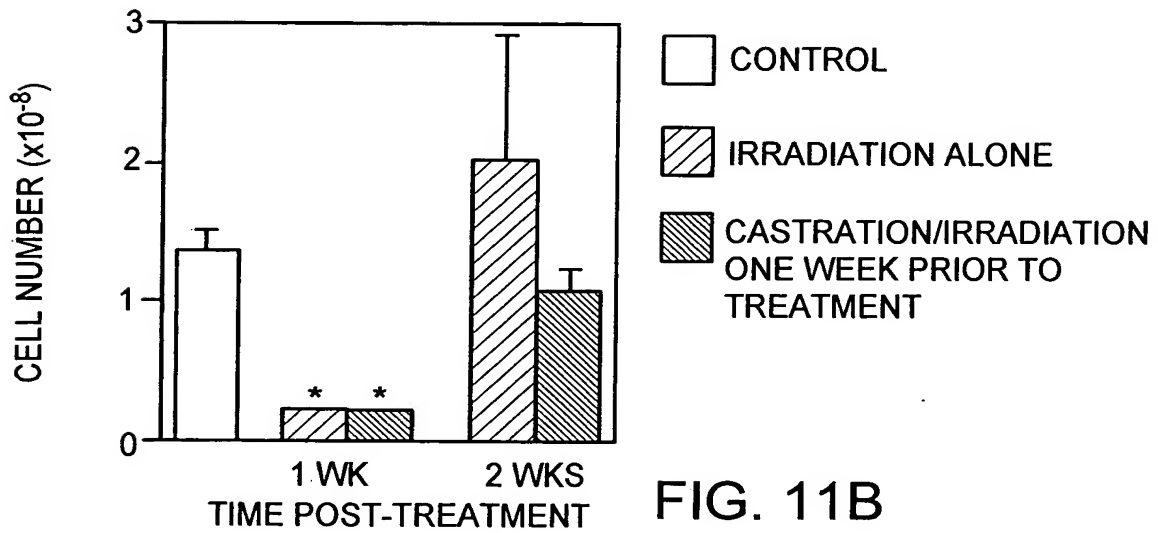 CELL NUMBER (x10⁻⁸)
3
2
1
0
* *
1 WK 2 WKS
TIME POST-TREATMENT
CONTROL
IRRADIATION ALONE
CASTRATION/IRRADIATION
ONE WEEK PRIOR TO
TREATMENT
FIG. 11B